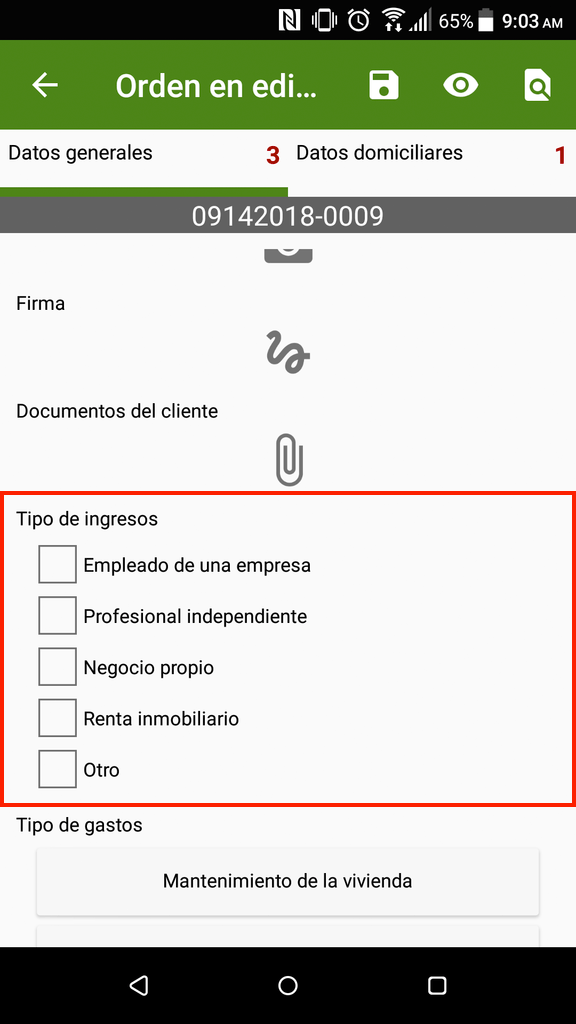 65% 9:03 AM
Orden en edi...
Datos generales 3 Datos domiciliares 1
09142018-0009
Firma
Documentos del cliente
Tipo de ingresos
Empleado de una empresa
Profesional independiente
Negocio propio
Renta inmobiliario
Otro
Tipo de gastos
Mantenimiento de la vivienda